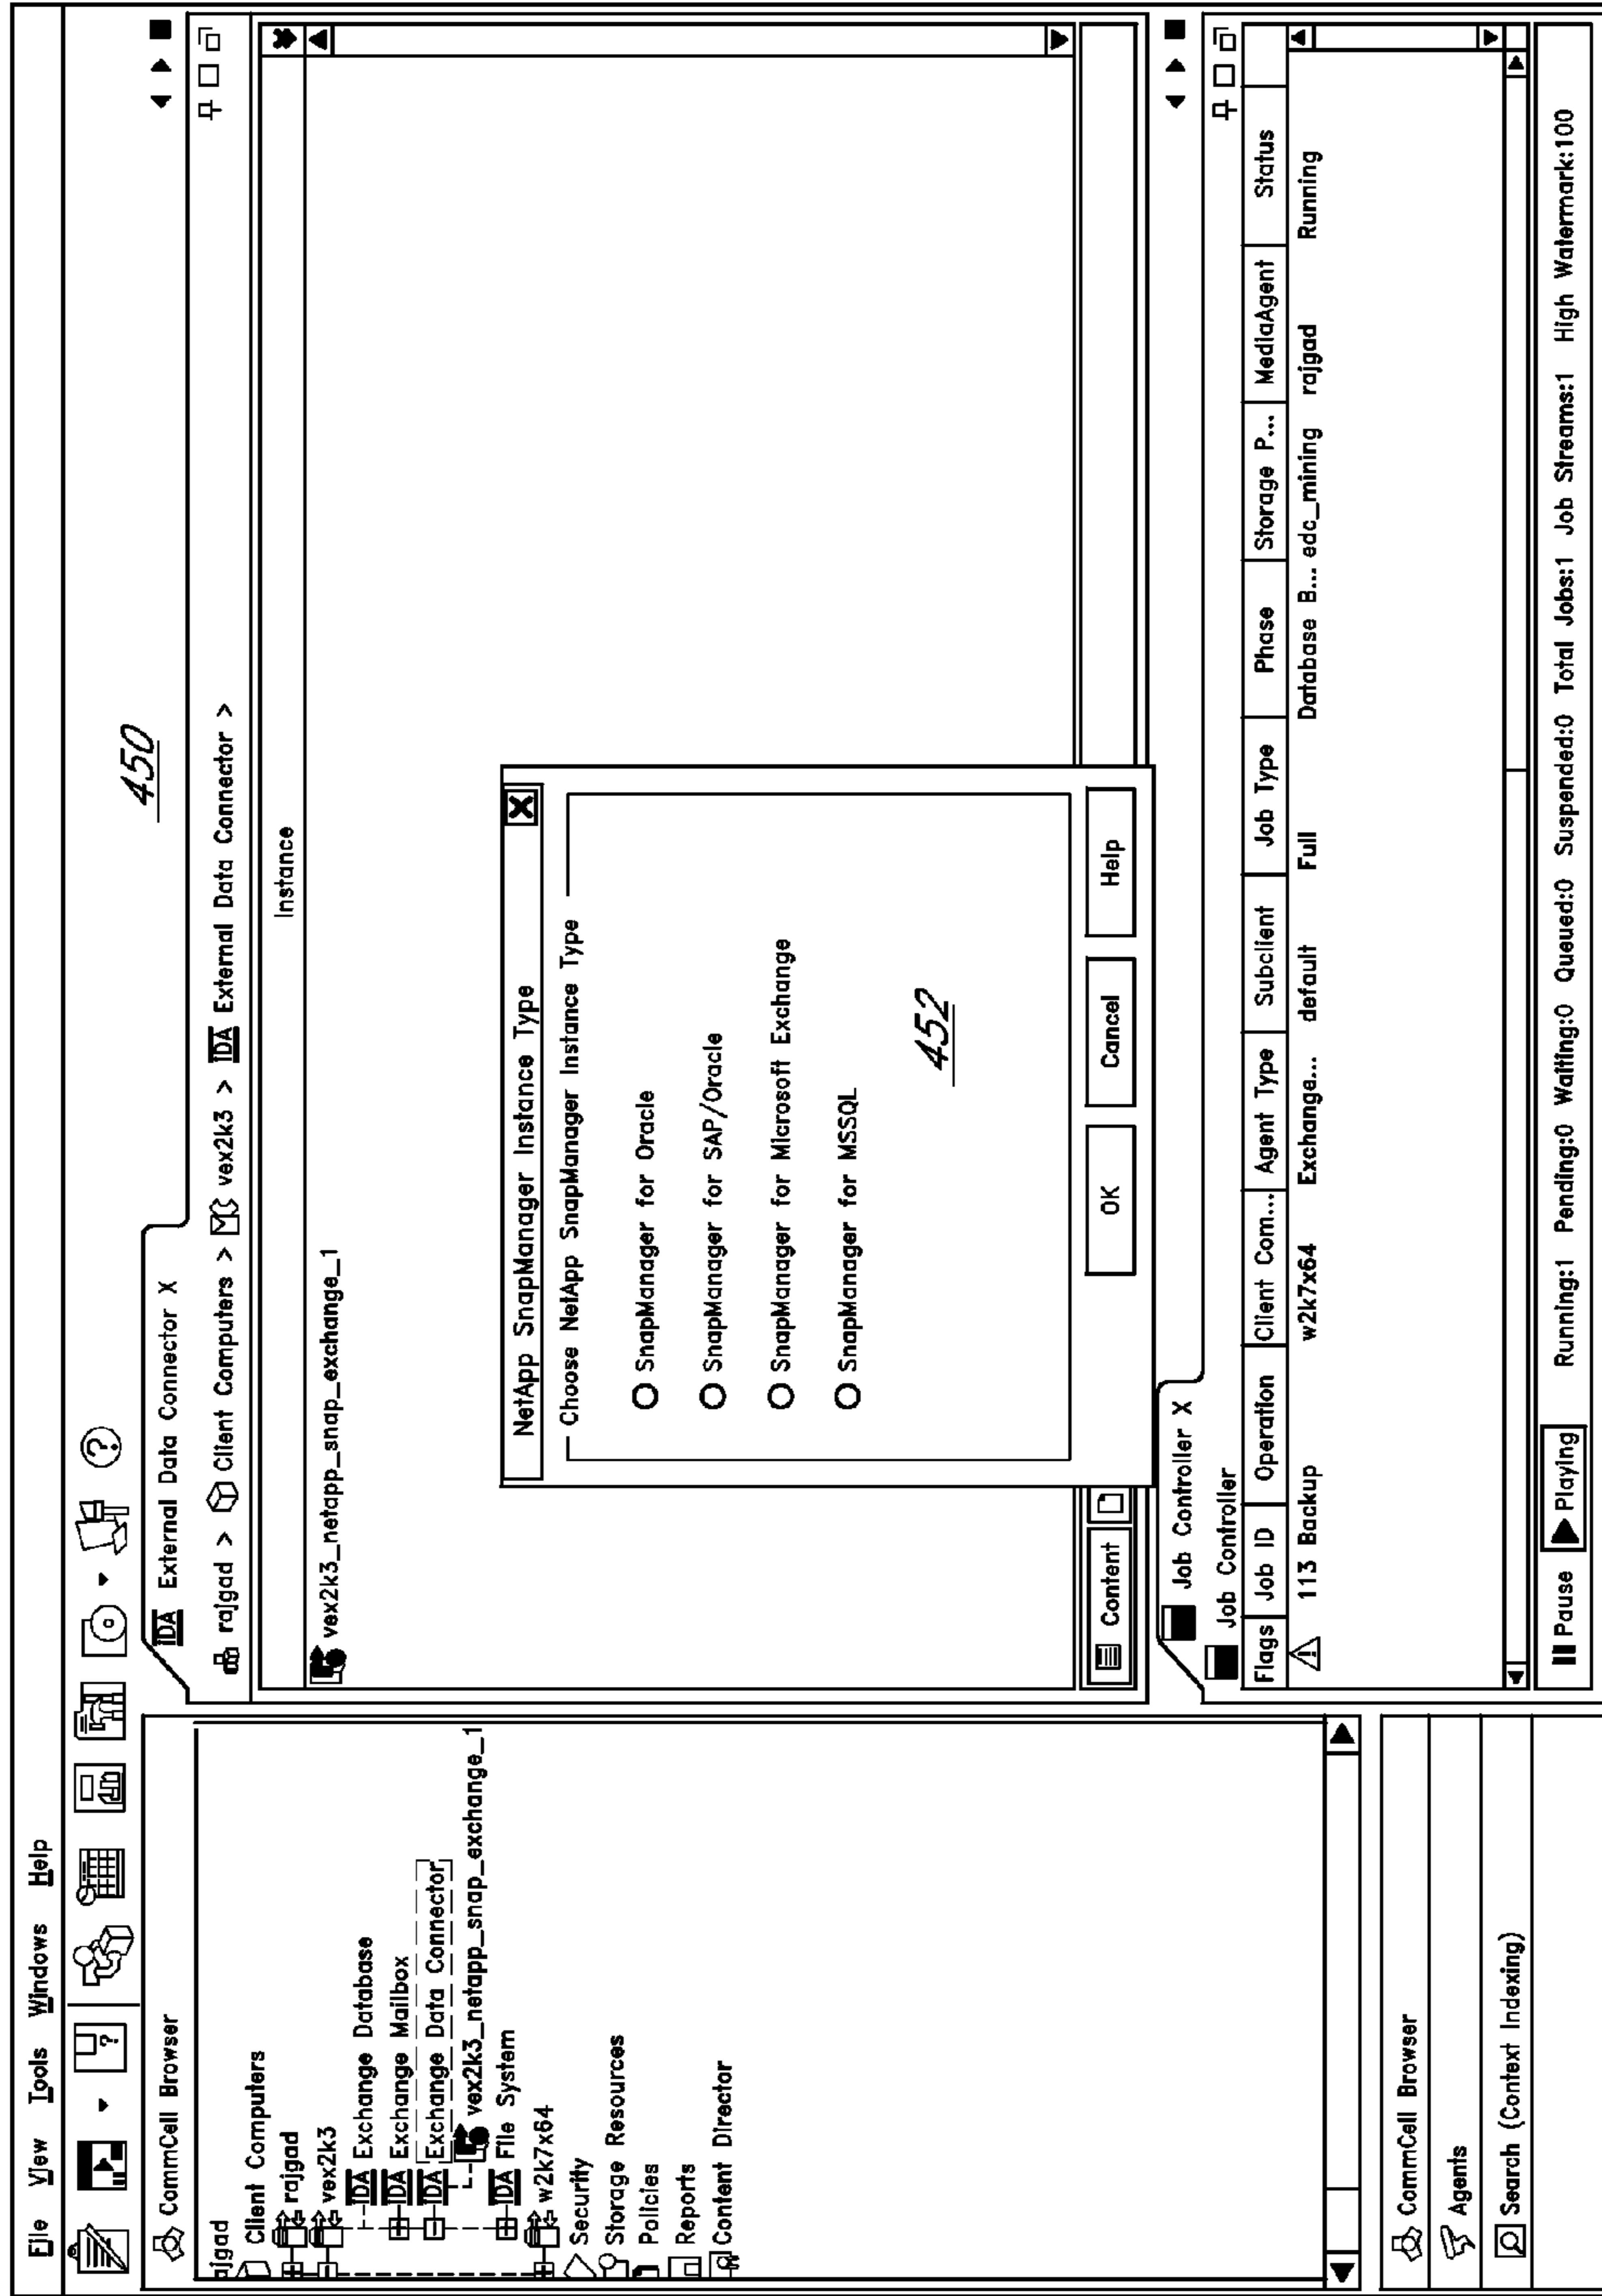 File View Tools Windows Help
CommCell Browser
ajgad
Client Computers
rajgad
vex2k3
IDA Exchange Database
IDA Exchange Mailbox
IDA Exchange Data Connector
vex2k3_netapp_snap_exchange_1
IDA File System
w2k7x64
Security
Storage Resources
Policies
Reports
Content Director
CommCell Browser
Agents
Search (Context Indexing)
450
IDA External Data Connector X
rajgad > Client Computers > vex2k3 > IDA External Data Connector >
Instance
vex2k3_netapp_snap_exchange_1
NetApp SnapManager Instance Type X
Choose NetApp SnapManager Instance Type
SnapManager for Oracle
SnapManager for SAP/Oracle
SnapManager for Microsoft Exchange
SnapManager for MSSQL
452
OK Cancel Help
Content
Job Controller X
Job Controller
Flags Job ID Operation Client Com... Agent Type Subclient Job Type Phase Storage P... MediaAgent Status
113 Backup w2k7x64 Exchange... default Full Database B... edc_mining rajgad Running
Pause Playing Running:1 Pending:0 Waiting:0 Queued:0 Suspended:0 Total Jobs:1 Job Streams:1 High Watermark:100